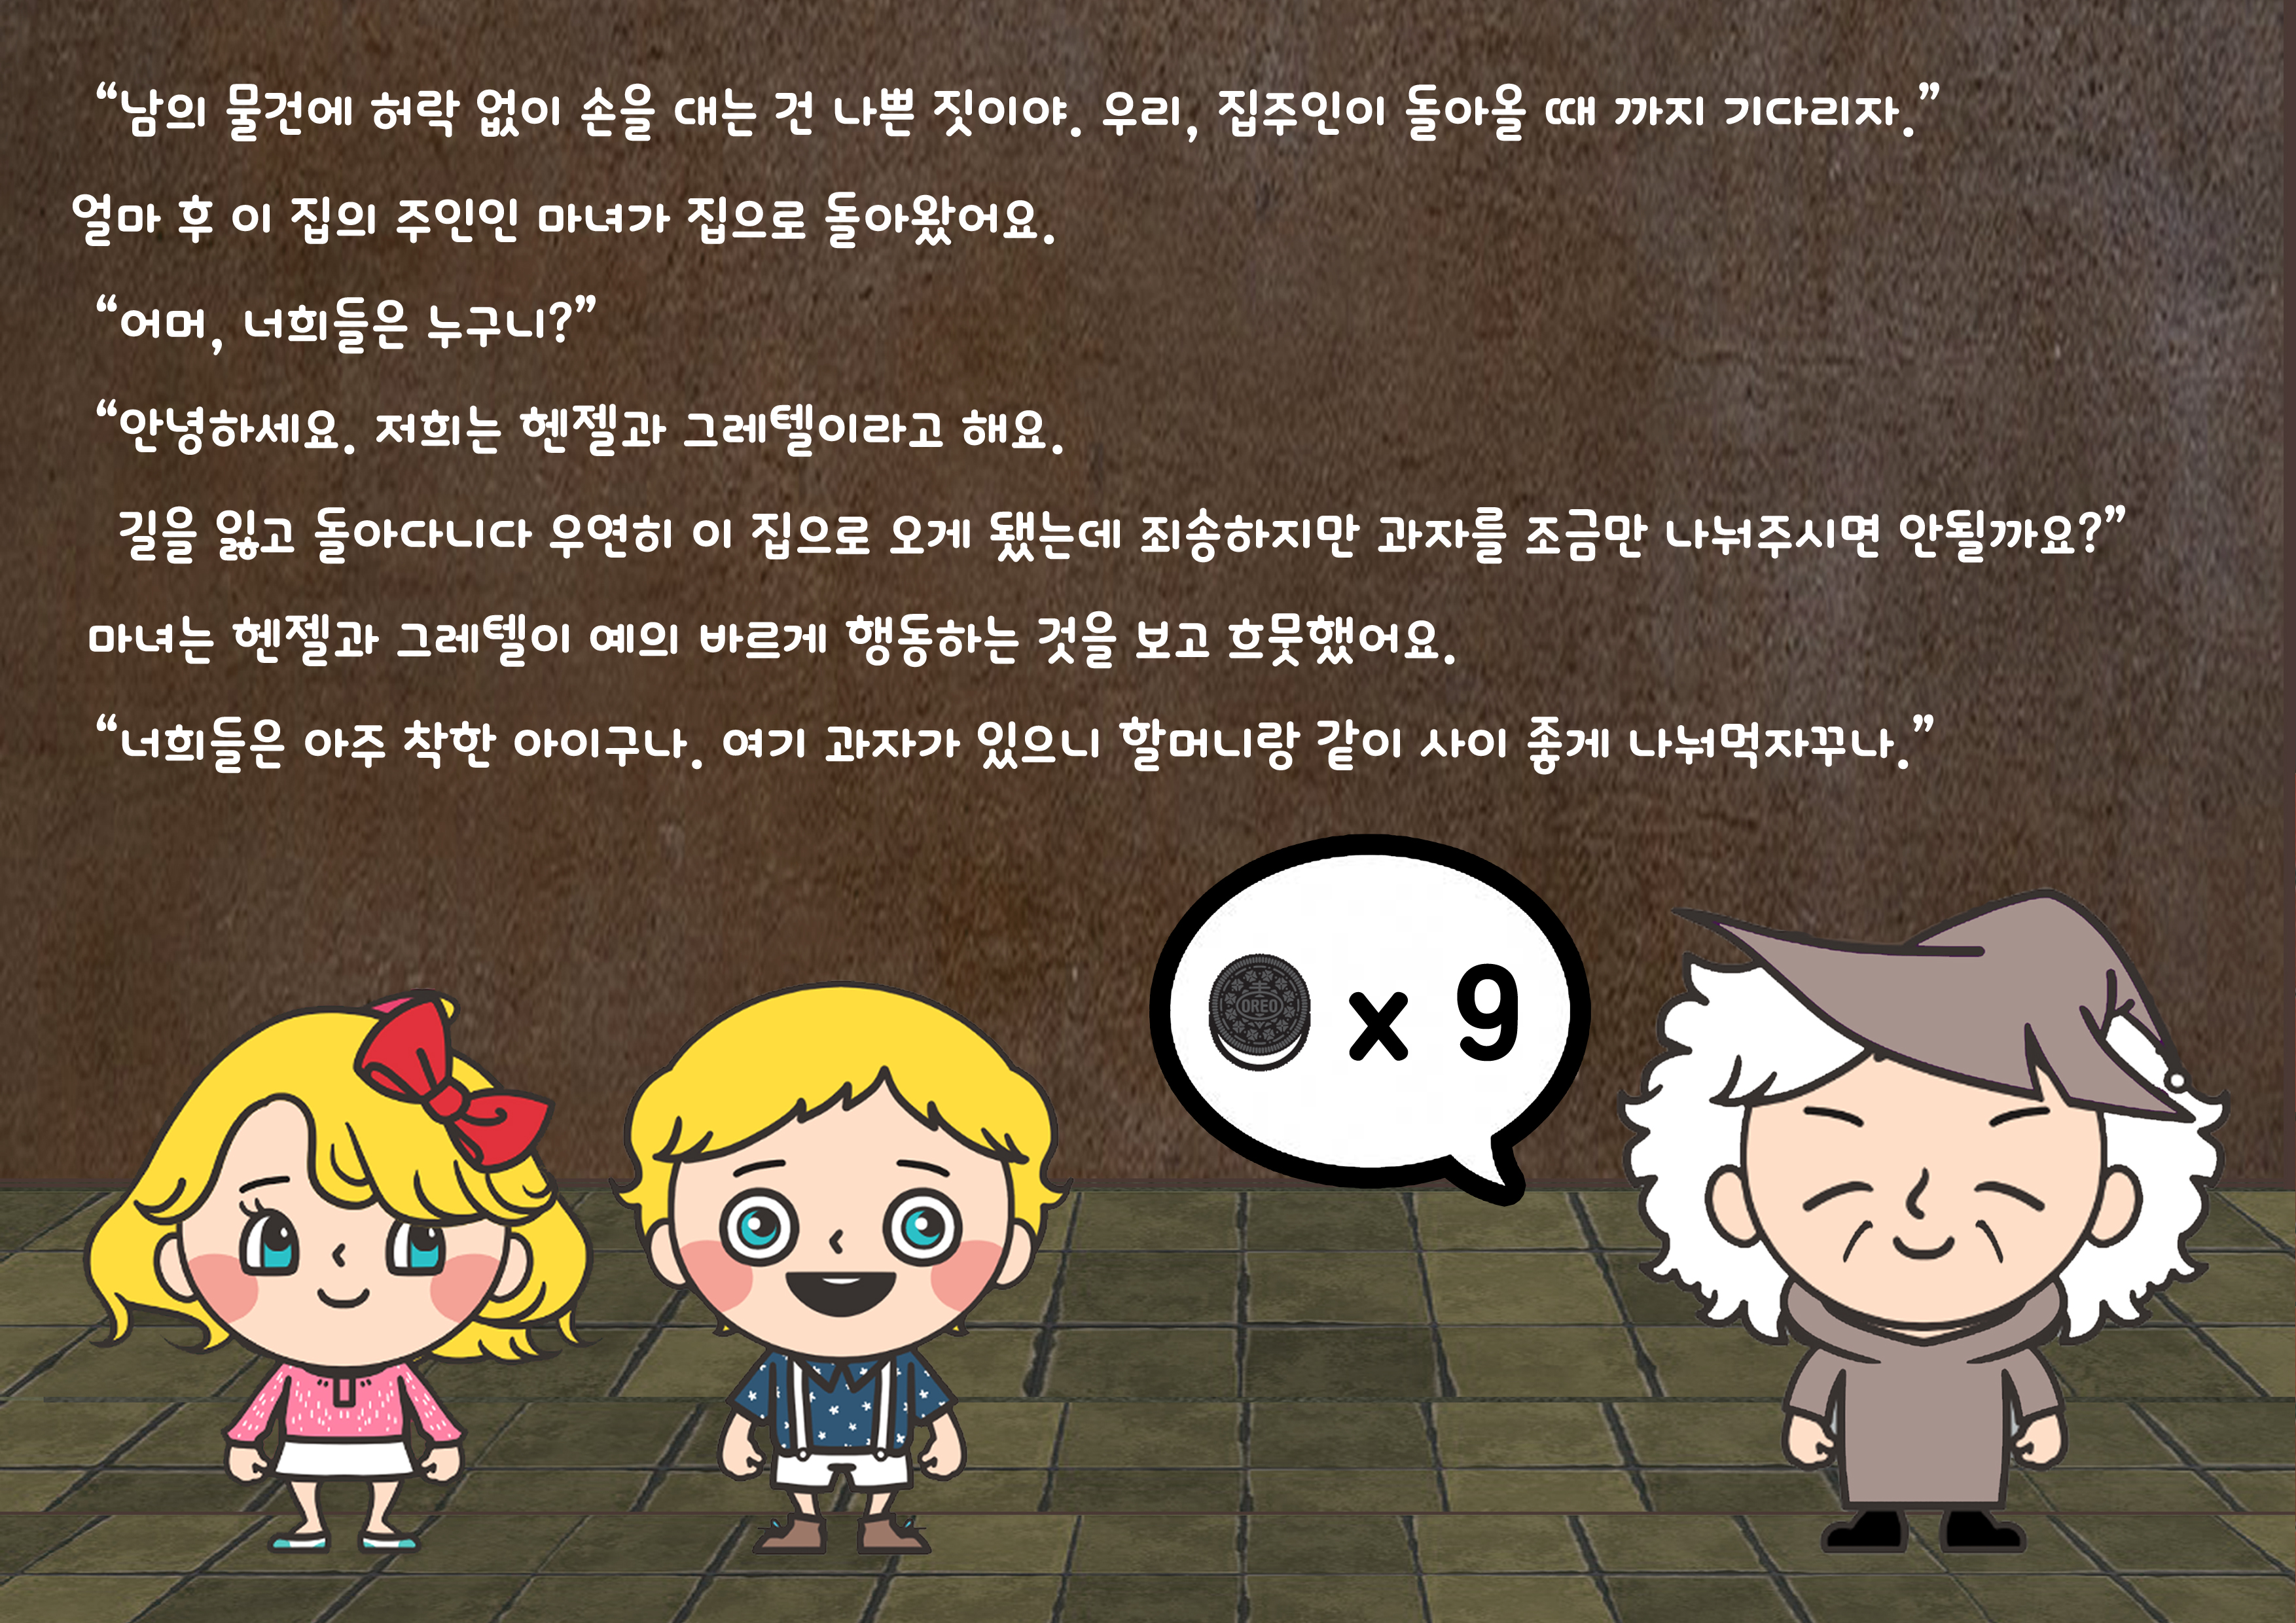 “남의 물건에 허락 없이 손을 대는 건 나쁜 짓이야. 우리, 집주인이 돌아올 때 까지 기다리자.”
얼마 후 이 집의 주인인 마녀가 집으로 돌아왔어요.
“어머, 너희들은 누구니?”
“안녕하세요. 저희는 헨젤과 그레텔이라고 해요.
길을 잃고 돌아다니다 우연히 이 집으로 오게 됐는데 죄송하지만 과자를 조금만 나눠주시면 안될까요?”
마녀는 헨젤과 그레텔이 예의 바르게 행동하는 것을 보고 흐뭇했어요.
“너희들은 아주 착한 아이구나. 여기 과자가 있으니 할머니랑 같이 사이 좋게 나눠먹자꾸나.”
OREO x 9